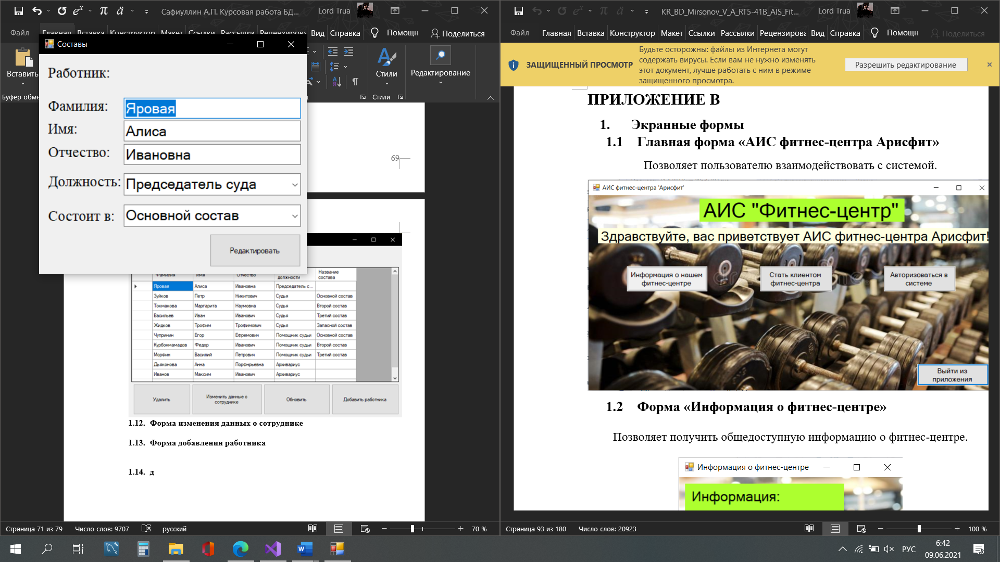 Сафиуллин А.П. Курсовая работа БД...
Lord Trua
Файл
Главная
Вставка
Конструктор
Макет
Ссылки
Рассылки
Рецензирова
Вид
Справка
Помощн
Поделиться
Вставить
Буфер обме
Стили
Стили
Редактирование
Составы
Работник:
Фамилия: Яровая
Имя: Алиса
Отчество: Ивановна
Должность: Председатель суда
Состоит в: Основной состав
Редактировать
69
Фамилия Имя Отчество должности Название состава
Яровая Алиса Ивановна Председатель с...
Зуйков Петр Никитович Судья Основной состав
Токмакова Маргарита Наумовна Судья Второй состав
Васильев Иван Иванович Судья Третий состав
Жидков Трофим Трофимович Судья Запасной состав
Чупринин Егор Ефремович Помощник судьи Основной состав
Курбонмамадов Федор Иванович Помощник судьи Второй состав
Морфин Василий Петрович Помощник судьи Третий состав
Дьяконова Анна Порфнрьевна Архивариус
Иванов Максим Иванович Архивариус
Удалить
Изменить данные о
сотруднике
Обновить
Добавить работника
1.12. Форма изменения данных о сотруднике
1.13. Форма добавления работника
1.14. д
Страница 71 из 79
Число слов: 9707
русский
70 %
KR_BD_Mirsonov_V_A_RT5-41B_AIS_Fit...
Lord Trua
Файл
Главная
Вставка
Конструктор
Макет
Ссылки
Рассылки
Рецензирова
Вид
Справка
Помощн
Поделиться
ЗАЩИЩЕННЫЙ ПРОСМОТР
Будьте осторожны: файлы из Интернета могут
содержать вирусы. Если вам не нужно изменять
этот документ, лучше работать с ним в режиме
защищенного просмотра.
Разрешить редактирование
ПРИЛОЖЕНИЕ В
1. Экранные формы
1.1 Главная форма «АИС фитнес-центра Арисфит»
Позволяет пользователю взаимодействовать с системой.
АИС фитнес-центра 'Арисфит'
АИС "Фитнес-центр"
Здравствуйте, вас приветствует АИС фитнес-центра Арисфит!
Информация о нашем
фитнес-центре
Стать клиентом
фитнес-центра
Авторизоваться в
системе
Выйти из
приложения
1.2 Форма «Информация о фитнес-центре»
Позволяет получить общедоступную информацию о фитнес-центре.
Информация о фитнес-центре
Информация:
Страница 93 из 180
Число слов: 20923
100 %
РУС
6:42
09.06.2021